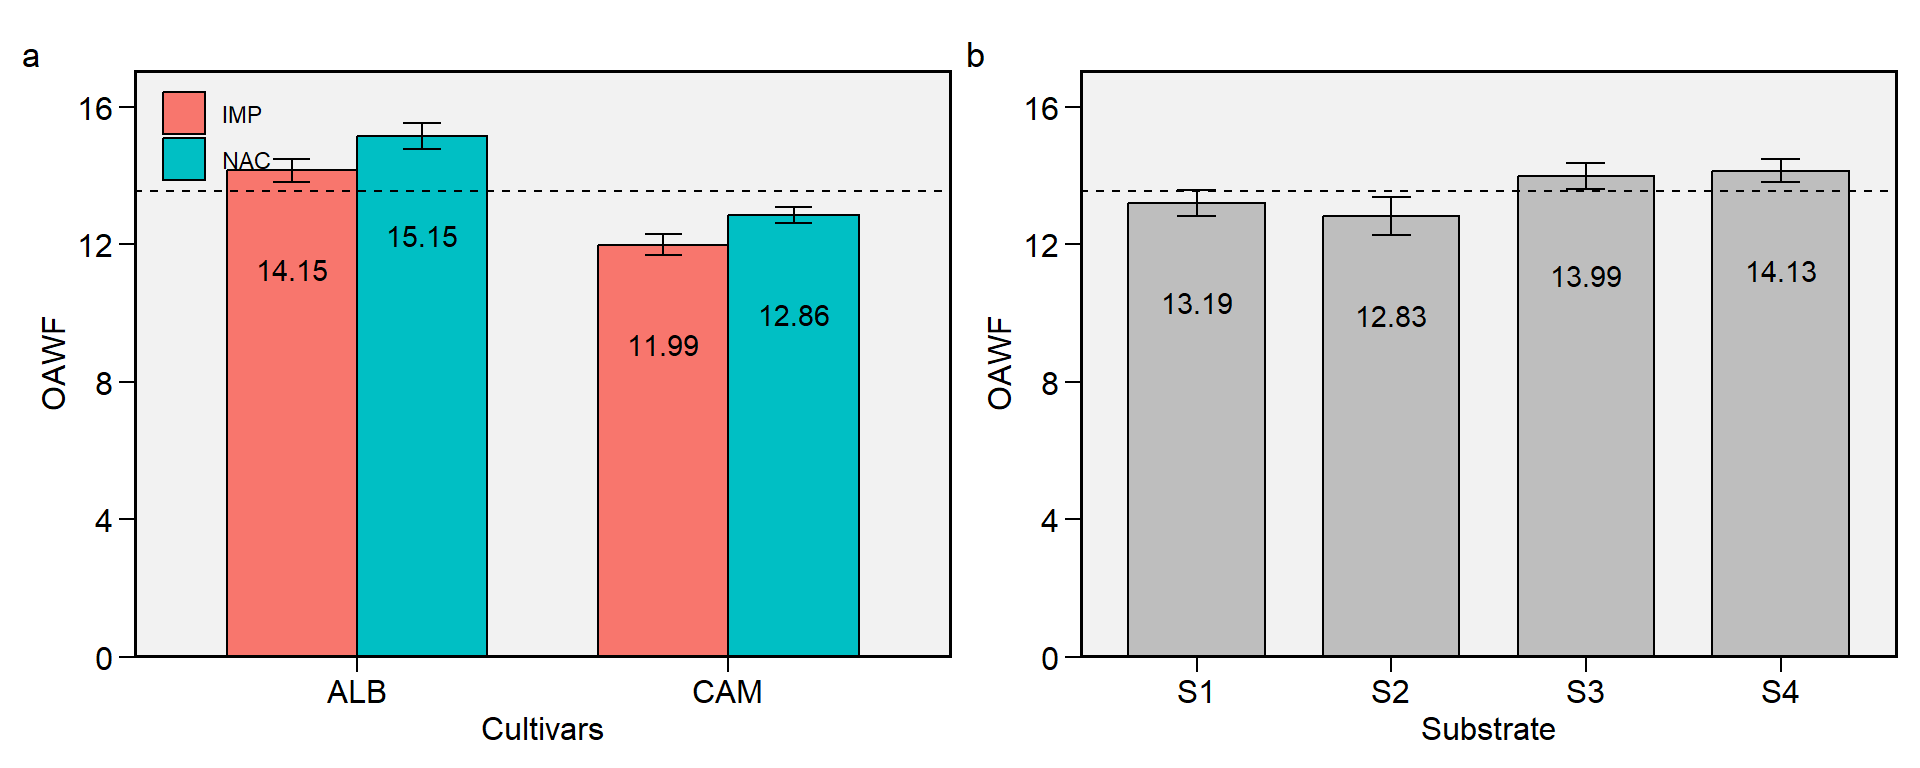 a
16
12
8
4
0
OAWF
IMP
NAC
14.15
15.15
11.99
12.86
ALB
CAM
Cultivars
b
16
12
8
4
0
OAWF
13.19
12.83
13.99
14.13
S1
S2
S3
S4
Substrate